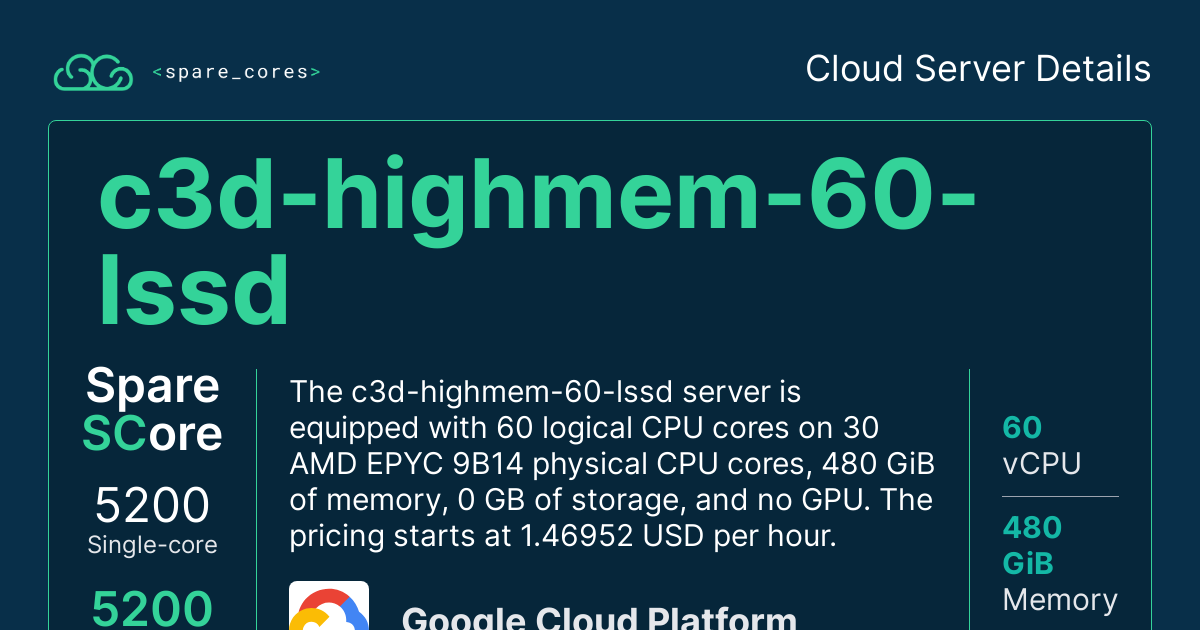 <spare_cores>
Cloud Server Details
c3d-highmem-60-
lssd
Spare
SCore
5200
Single-core
5200
The c3d-highmem-60-lssd server is
equipped with 60 logical CPU cores on 30
AMD EPYC 9B14 physical CPU cores, 480 GiB
of memory, 0 GB of storage, and no GPU. The
pricing starts at 1.46952 USD per hour.
Google Cloud Platform
60
vCPU
480
GiB
Memory